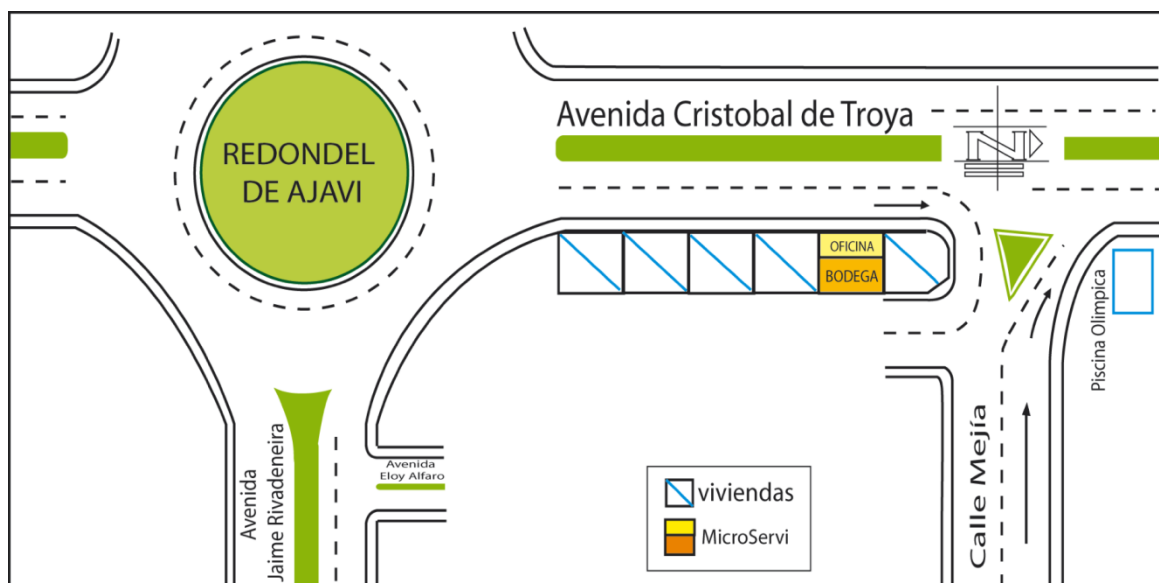 Avenida Cristobal de Troya
N
REDONDEL
DE AJAVI
OFICINA
BODEGA
Piscina Olimpica
Avenida
Jaime Rivadeneira
Avenida
Eloy Alfaro
Calle Mejía
viviendas
MicroServi